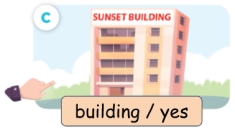 C
SUNSET BUILDING
building / yes